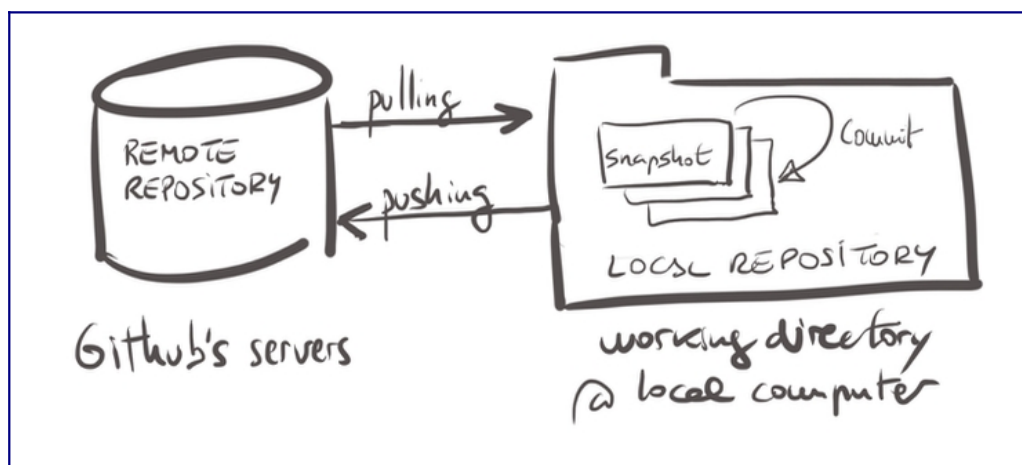 REMOTE
REPOSITORY
Github's servers
pulling
pushing
snapshot
Commit
LOCAL REPOSITORY
working directory
@ local computer